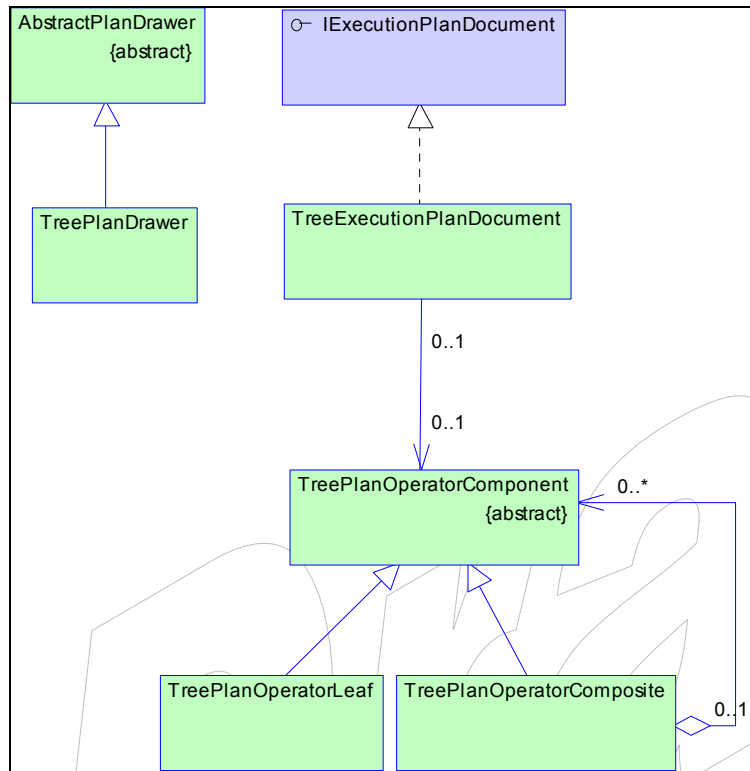 AbstractPlanDrawer
{abstract}
IExecutionPlanDocument
TreePlanDrawer
TreeExecutionPlanDocument
0..1
0..1
TreePlanOperatorComponent
{abstract}
0..*
TreePlanOperatorLeaf
TreePlanOperatorComposite
0..1